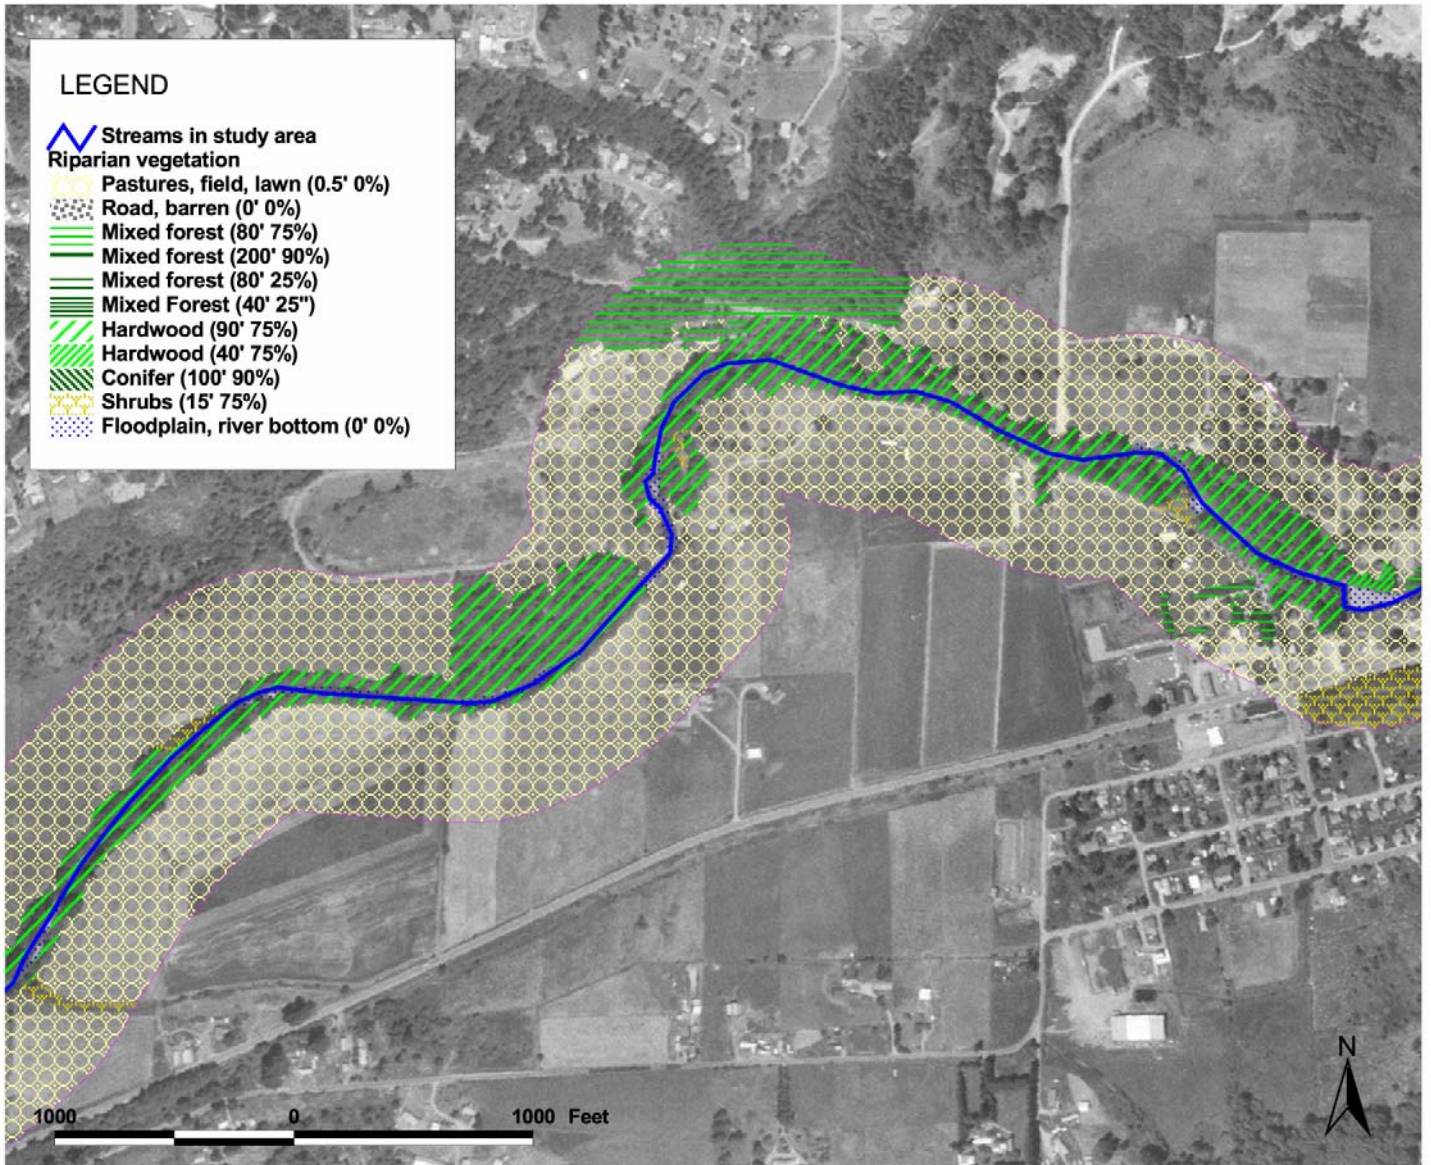 LEGEND
Streams in study area
Riparian vegetation
Pastures, field, lawn (0.5' 0%)
Road, barren (0' 0%)
Mixed forest (80' 75%)
Mixed forest (200' 90%)
Mixed forest (80' 25%)
Mixed Forest (40' 25")
Hardwood (90' 75%)
Hardwood (40' 75%)
Conifer (100' 90%)
Shrubs (15' 75%)
Floodplain, river bottom (0' 0%)
N
1000 0 1000 Feet